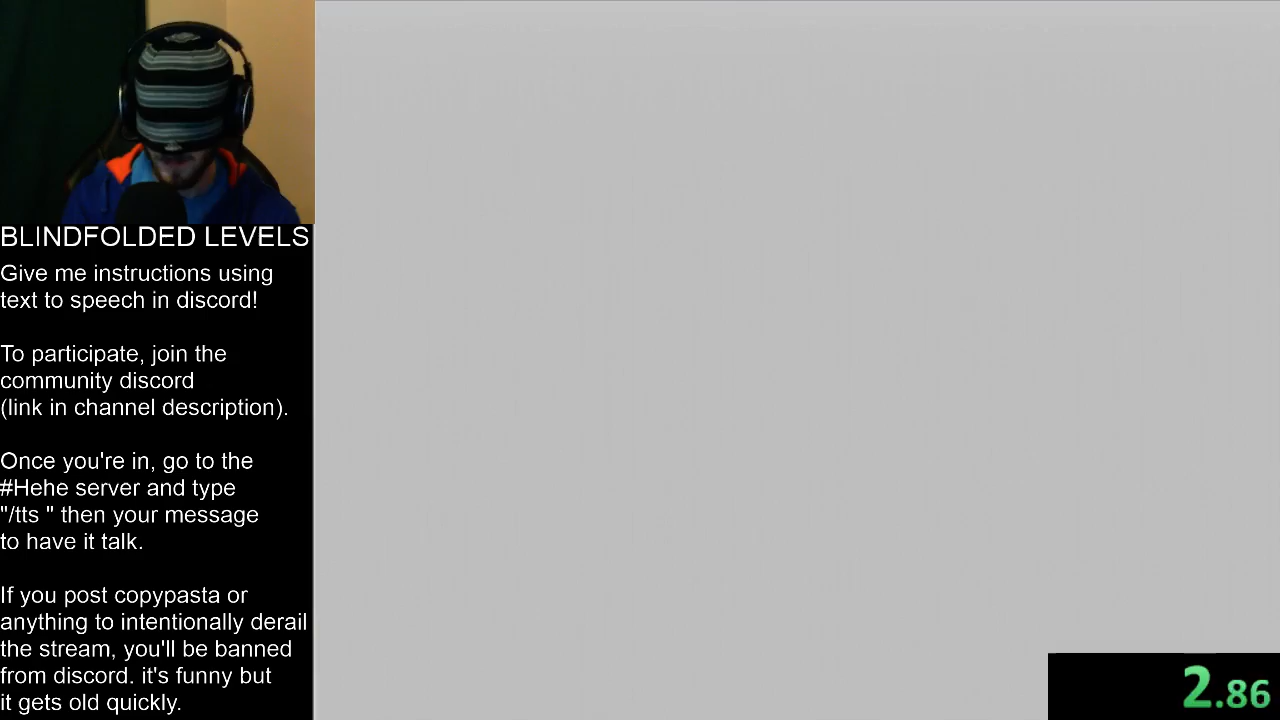 BLINDFOLDED LEVELS
Give me instructions using
text to speech in discord!
To participate, join the
community discord
(link in channel description).
Once you're in, go to the
#Hehe server and type
"/tts " then your message
to have it talk.
If you post copypasta or
anything to intentionally derail
the stream, you'll be banned
from discord. it's funny but
it gets old quickly.
2.86